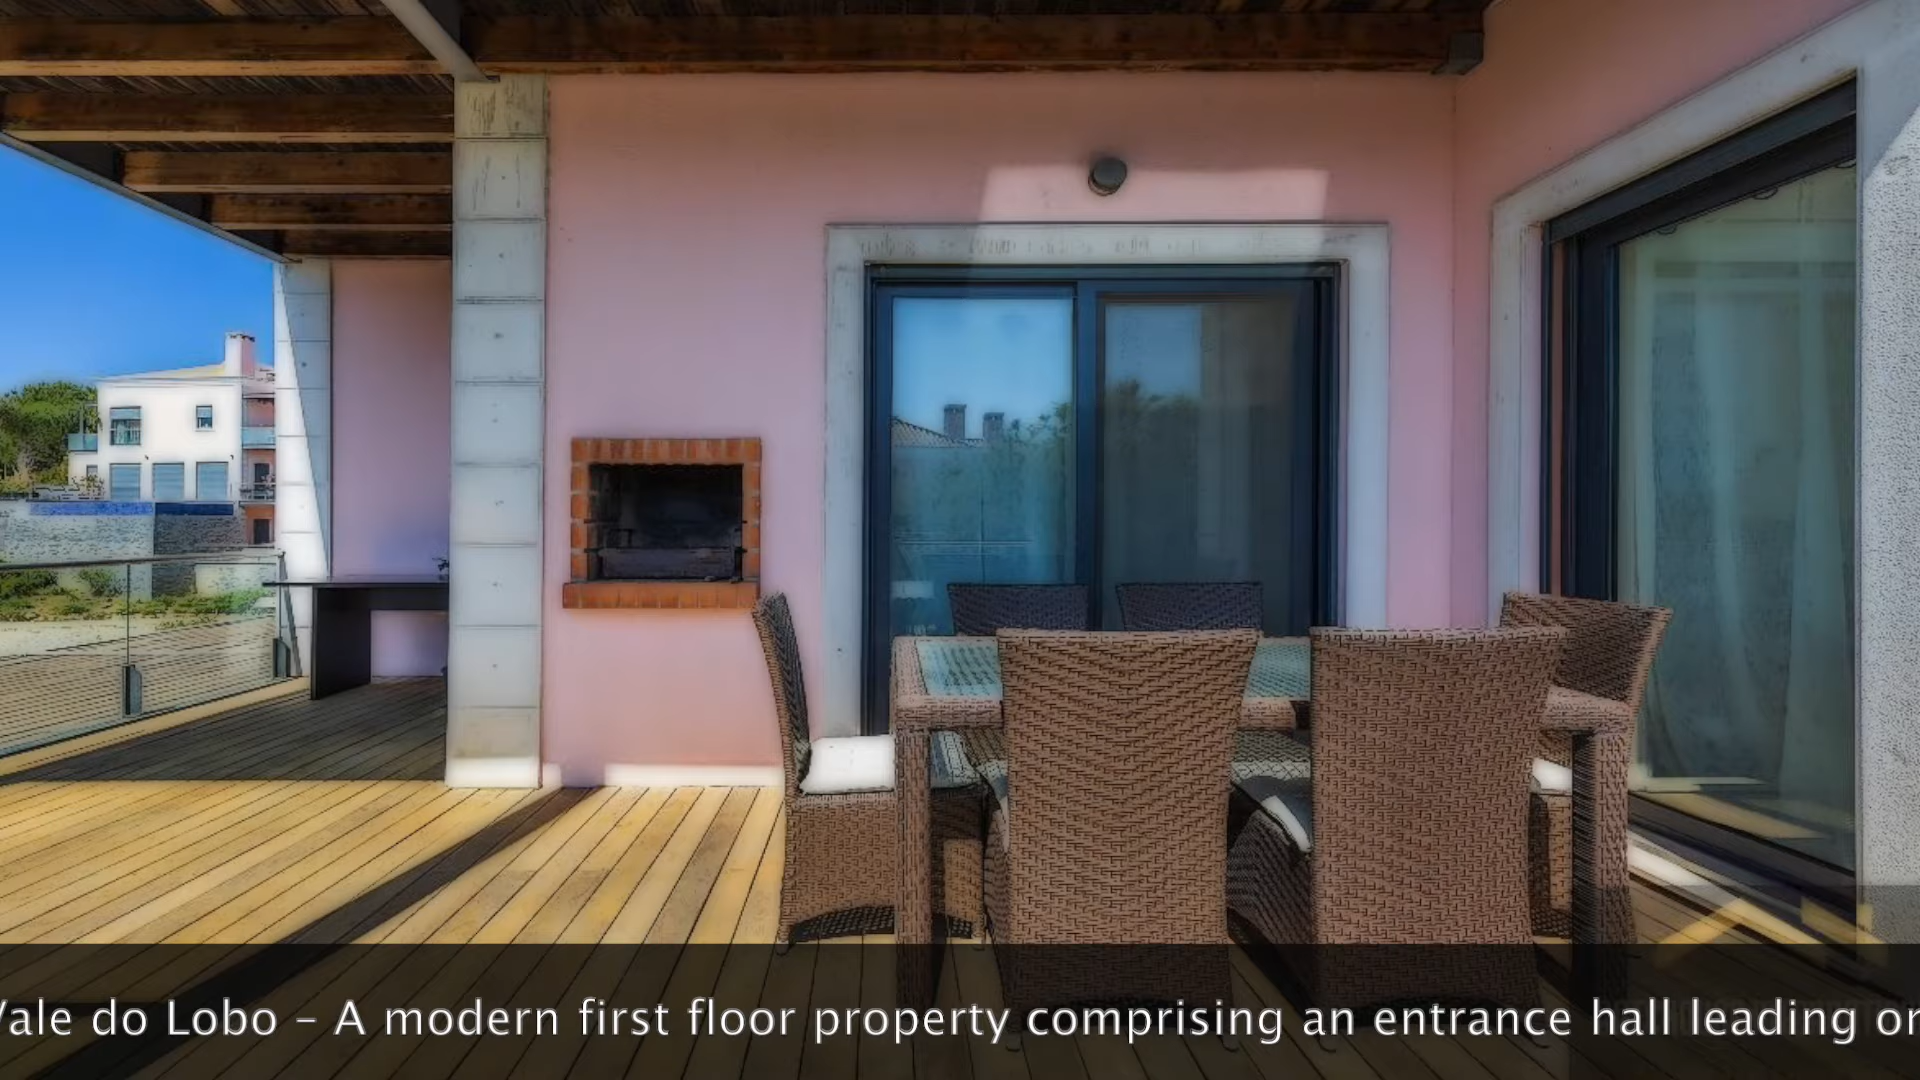 Vale do Lobo – A modern first floor property comprising an entrance hall leading on